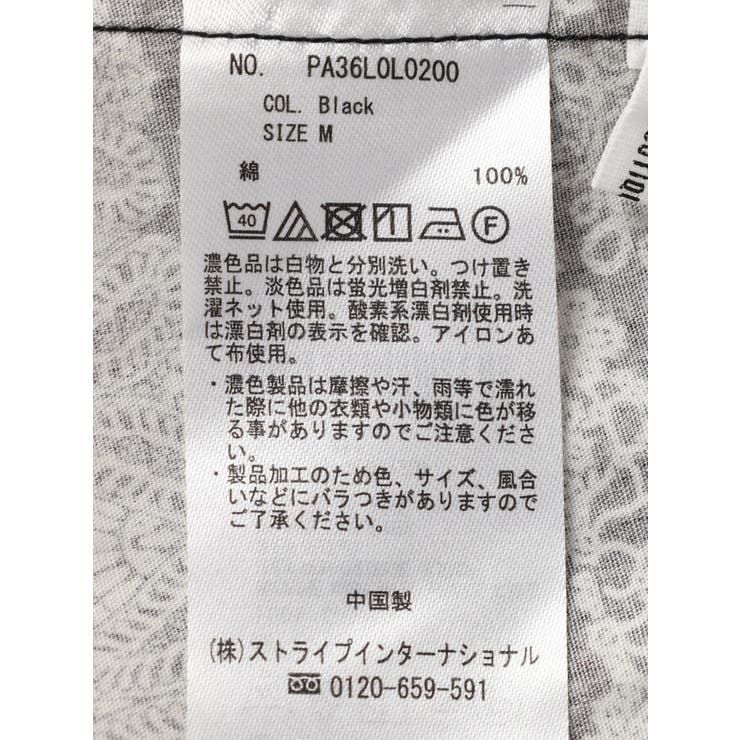 NO. PA36L0L0200
COL. Black
SIZE M
綿 100%
40 F
濃色品は白物と分別洗い。つけ置き
禁止。淡色品は蛍光増白剤禁止。洗
濯ネット使用。酸素系漂白剤使用時
は漂白剤の表示を確認。アイロンあ
て布使用。
・濃色製品は摩擦や汗、雨等で濡れ
た際に他の衣類や小物類に色が移
る事がありますのでご注意くださ
い。
・製品加工のため色、サイズ、風合
いなどにバラつきがありますので
ご了承ください。
中国製
(株)ストライプインターナショナル
0120-659-591